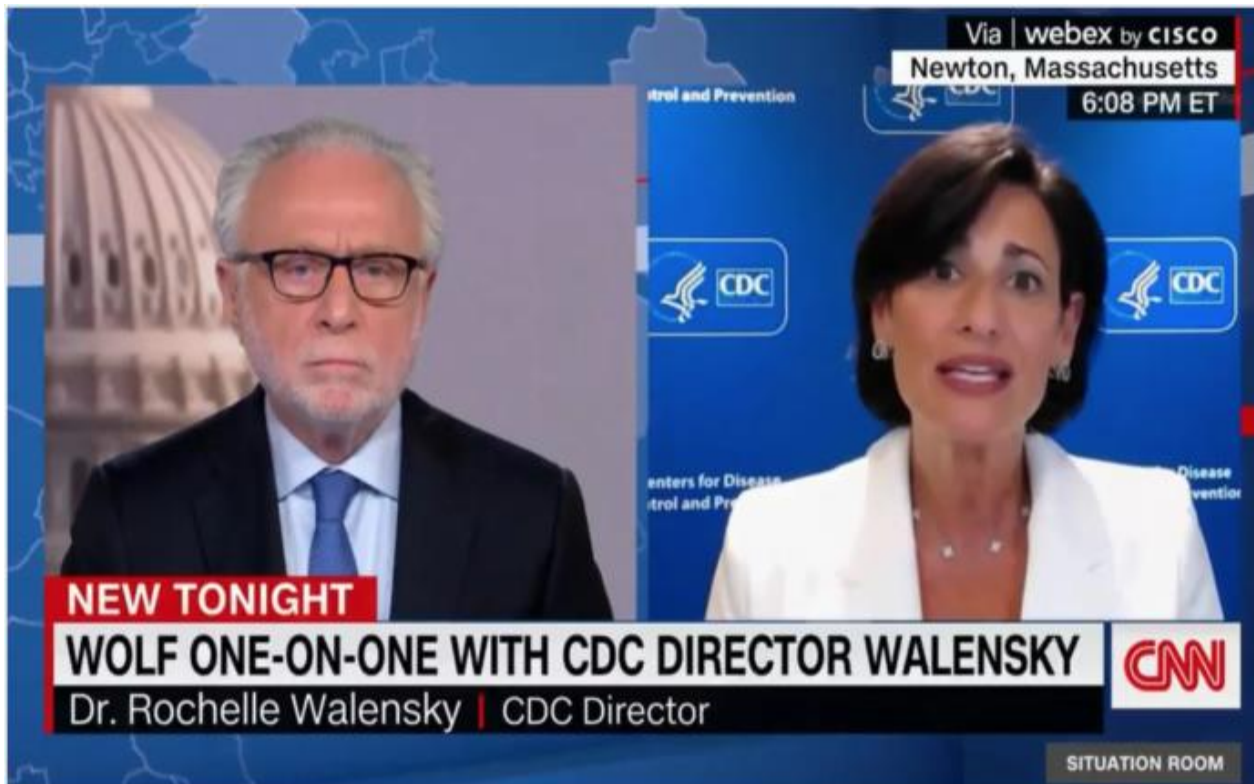 Via | webex by CISCO
Newton, Massachusetts
6:08 PM ET
trol and Prevention
CDC
CDC
CDC
enters for Disease
trol and Pre
Disease
vention
NEW TONIGHT
WOLF ONE-ON-ONE WITH CDC DIRECTOR WALENSKY
Dr. Rochelle Walensky | CDC Director
CNN
SITUATION ROOM